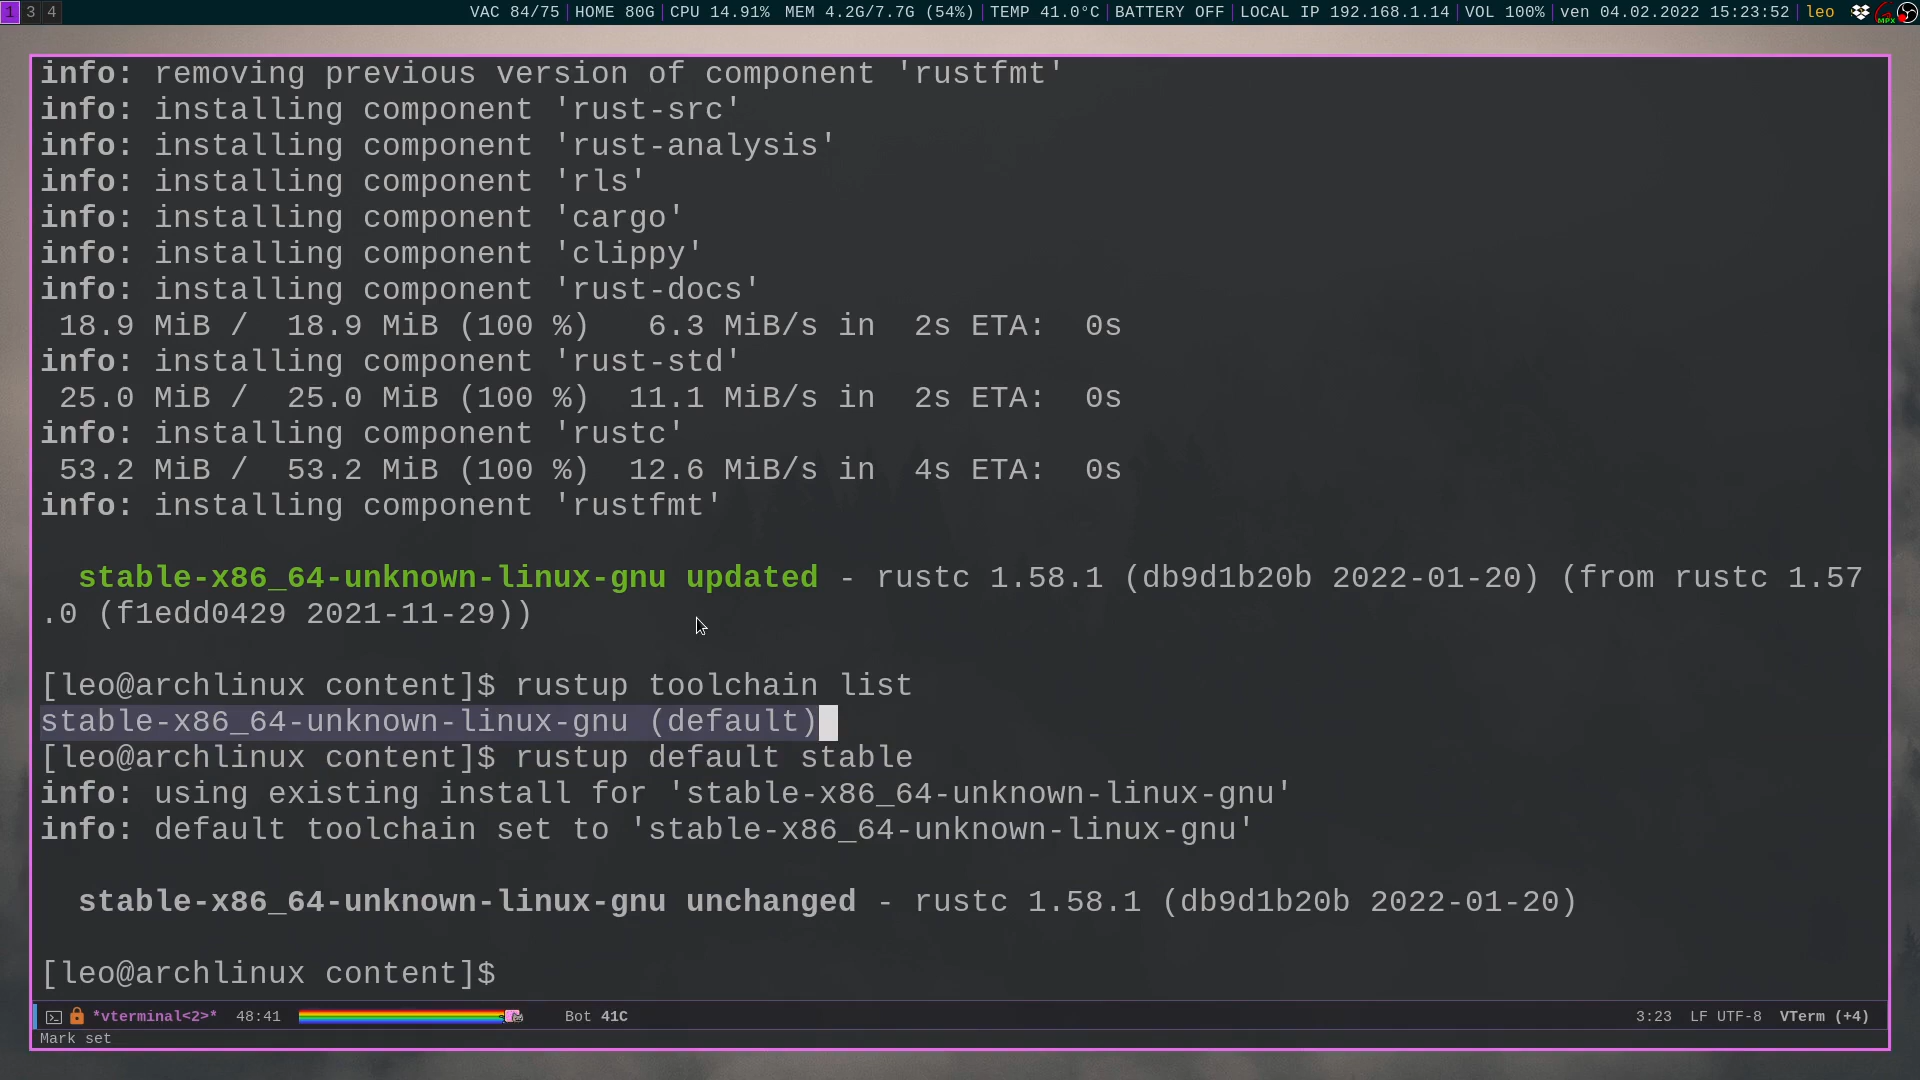 1 3 4 VAC 84/75 HOME 80G CPU 14.91% MEM 4.2G/7.7G (54%) TEMP 41.0°C BATTERY OFF LOCAL IP 192.168.1.14 VOL 100% ven 04.02.2022 15:23:52 leo MPX
info: removing previous version of component 'rustfmt'
info: installing component 'rust-src'
info: installing component 'rust-analysis'
info: installing component 'rls'
info: installing component 'cargo'
info: installing component 'clippy'
info: installing component 'rust-docs'
18.9 MiB / 18.9 MiB (100 %) 6.3 MiB/s in 2s ETA: 0s
info: installing component 'rust-std'
25.0 MiB / 25.0 MiB (100 %) 11.1 MiB/s in 2s ETA: 0s
info: installing component 'rustc'
53.2 MiB / 53.2 MiB (100 %) 12.6 MiB/s in 4s ETA: 0s
info: installing component 'rustfmt'
stable-x86_64-unknown-linux-gnu updated - rustc 1.58.1 (db9d1b20b 2022-01-20) (from rustc 1.57
.0 (f1edd0429 2021-11-29))
[leo@archlinux content]$ rustup toolchain list
stable-x86_64-unknown-linux-gnu (default)
[leo@archlinux content]$ rustup default stable
info: using existing install for 'stable-x86_64-unknown-linux-gnu'
info: default toolchain set to 'stable-x86_64-unknown-linux-gnu'
stable-x86_64-unknown-linux-gnu unchanged - rustc 1.58.1 (db9d1b20b 2022-01-20)
[leo@archlinux content]$
*vterminal<2>* 48:41 Bot 41C 3:23 LF UTF-8 VTerm (+4)
Mark set